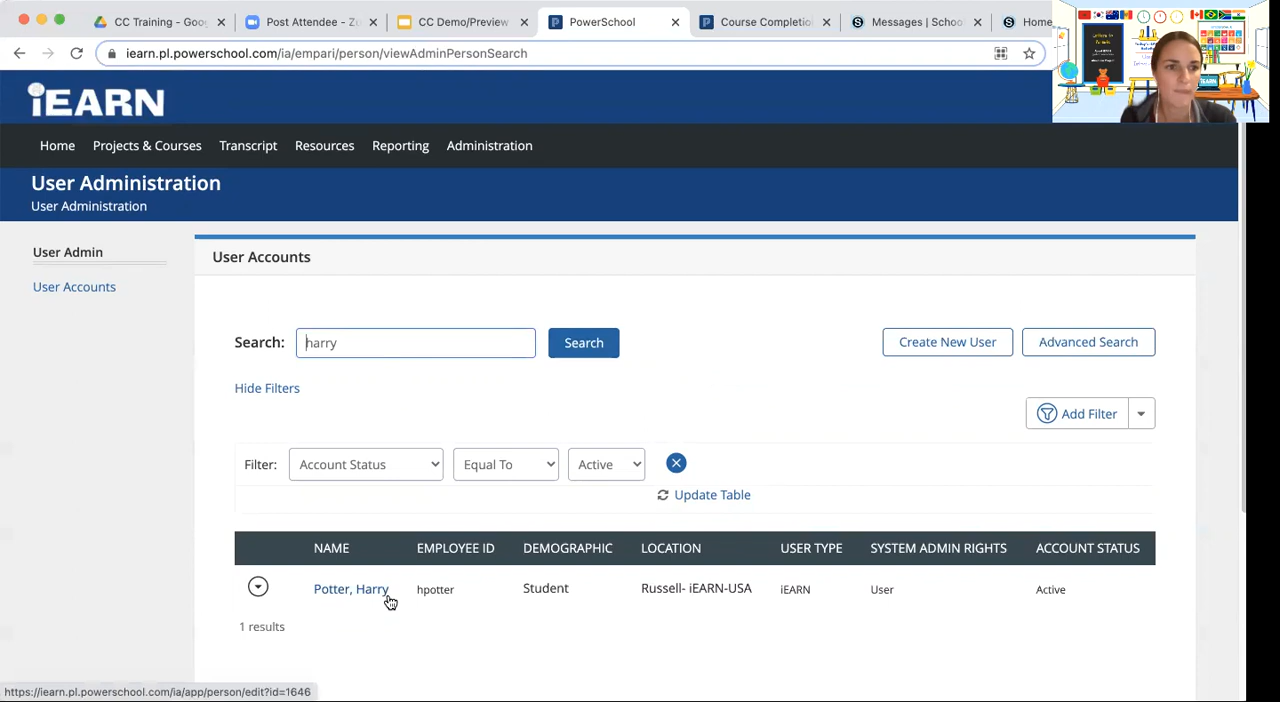 CC Training - Goo
Post Attendee - Zo
CC Demo/Preview
PowerSchool
Course Completio
Messages | Schoo
Home
iearn.pl.powerschool.com/ia/empari/person/viewAdminPersonSearch
iEARN
Home
Projects & Courses
Transcript
Resources
Reporting
Administration
User Administration
User Administration
User Admin
User Accounts
User Accounts
Search:
harry
Search
Create New User
Advanced Search
Hide Filters
Add Filter
Filter:
Account Status
Equal To
Active
Update Table
NAME
EMPLOYEE ID
DEMOGRAPHIC
LOCATION
USER TYPE
SYSTEM ADMIN RIGHTS
ACCOUNT STATUS
Potter, Harry
hpotter
Student
Russell- iEARN-USA
iEARN
User
Active
1 results
https://iearn.pl.powerschool.com/ia/app/person/edit?id=1646